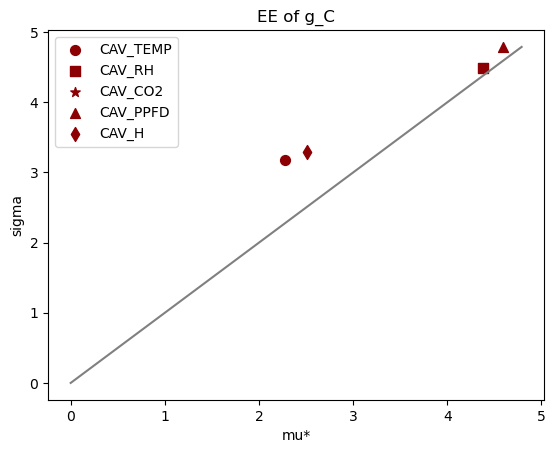 EE of g_C
CAV_TEMP
CAV_RH
CAV_CO2
CAV_PPFD
CAV_H
5
4
3
2
1
0
sigma
0 1 2 3 4 5
mu*